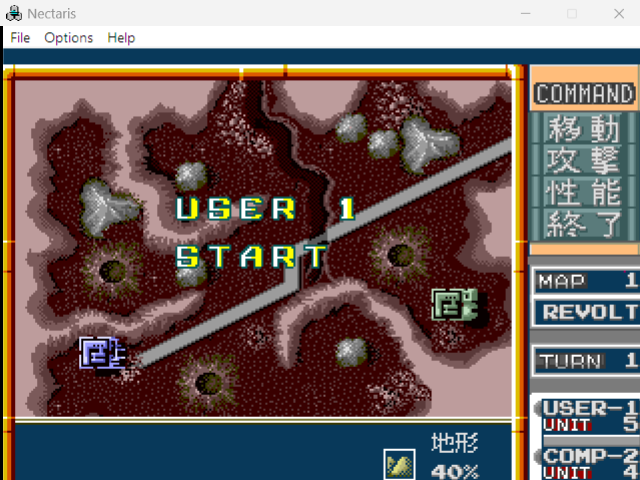 Nectaris
File Options Help
COMMAND
移動
攻撃
性能
終了
USER 1
START
MAP 1
REVOLT
TURN 1
USER-1
UNIT 5
COMP-2
UNIT 4
地形
40%